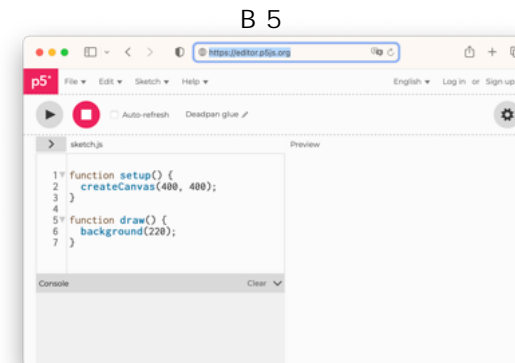 B 5
https://editor.p5js.org
p5* File Edit Sketch Help English Log in or Sign up
Auto-refresh Deadpan glue
sketch.js Preview
1 function setup() {
2 createCanvas(400, 400);
3 }
4
5 function draw() {
6 background(220);
7 }
Console Clear